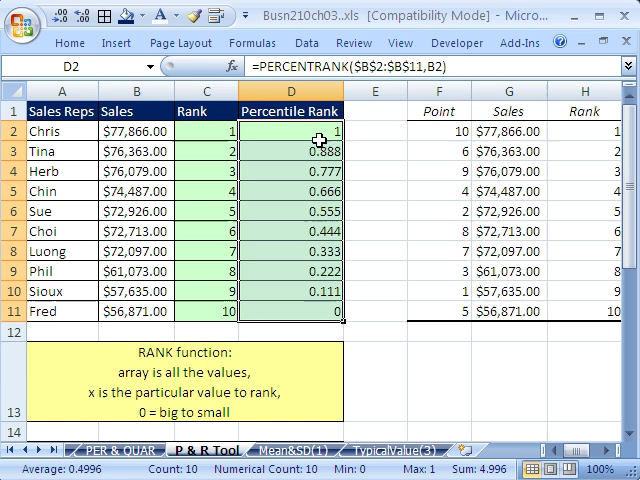 Busn210ch03..xls [Compatibility Mode] - Micro...
Home Insert Page Layout Formulas Data Review View Developer Add-Ins
D2 fx =PERCENTRANK($B$2:$B$11,B2)
A B C D E F G H
1 Sales Reps Sales Rank Percentile Rank Point Sales Rank
2 Chris $77,866.00 1 1 10 $77,866.00 1
3 Tina $76,363.00 2 0.888 6 $76,363.00 2
4 Herb $76,079.00 3 0.777 9 $76,079.00 3
5 Chin $74,487.00 4 0.666 4 $74,487.00 4
6 Sue $72,926.00 5 0.555 2 $72,926.00 5
7 Choi $72,713.00 6 0.444 8 $72,713.00 6
8 Luong $72,097.00 7 0.333 7 $72,097.00 7
9 Phil $61,073.00 8 0.222 3 $61,073.00 8
10 Sioux $57,635.00 9 0.111 1 $57,635.00 9
11 Fred $56,871.00 10 0 5 $56,871.00 10
12
RANK function:
array is all the values,
x is the particular value to rank,
13 0 = big to small
14
PER & QUAR P & R Tool Mean&SD(1) TypicalValue(3)
Average: 0.4996 Count: 10 Numerical Count: 10 Min: 0 Max: 1 Sum: 4.996 100%